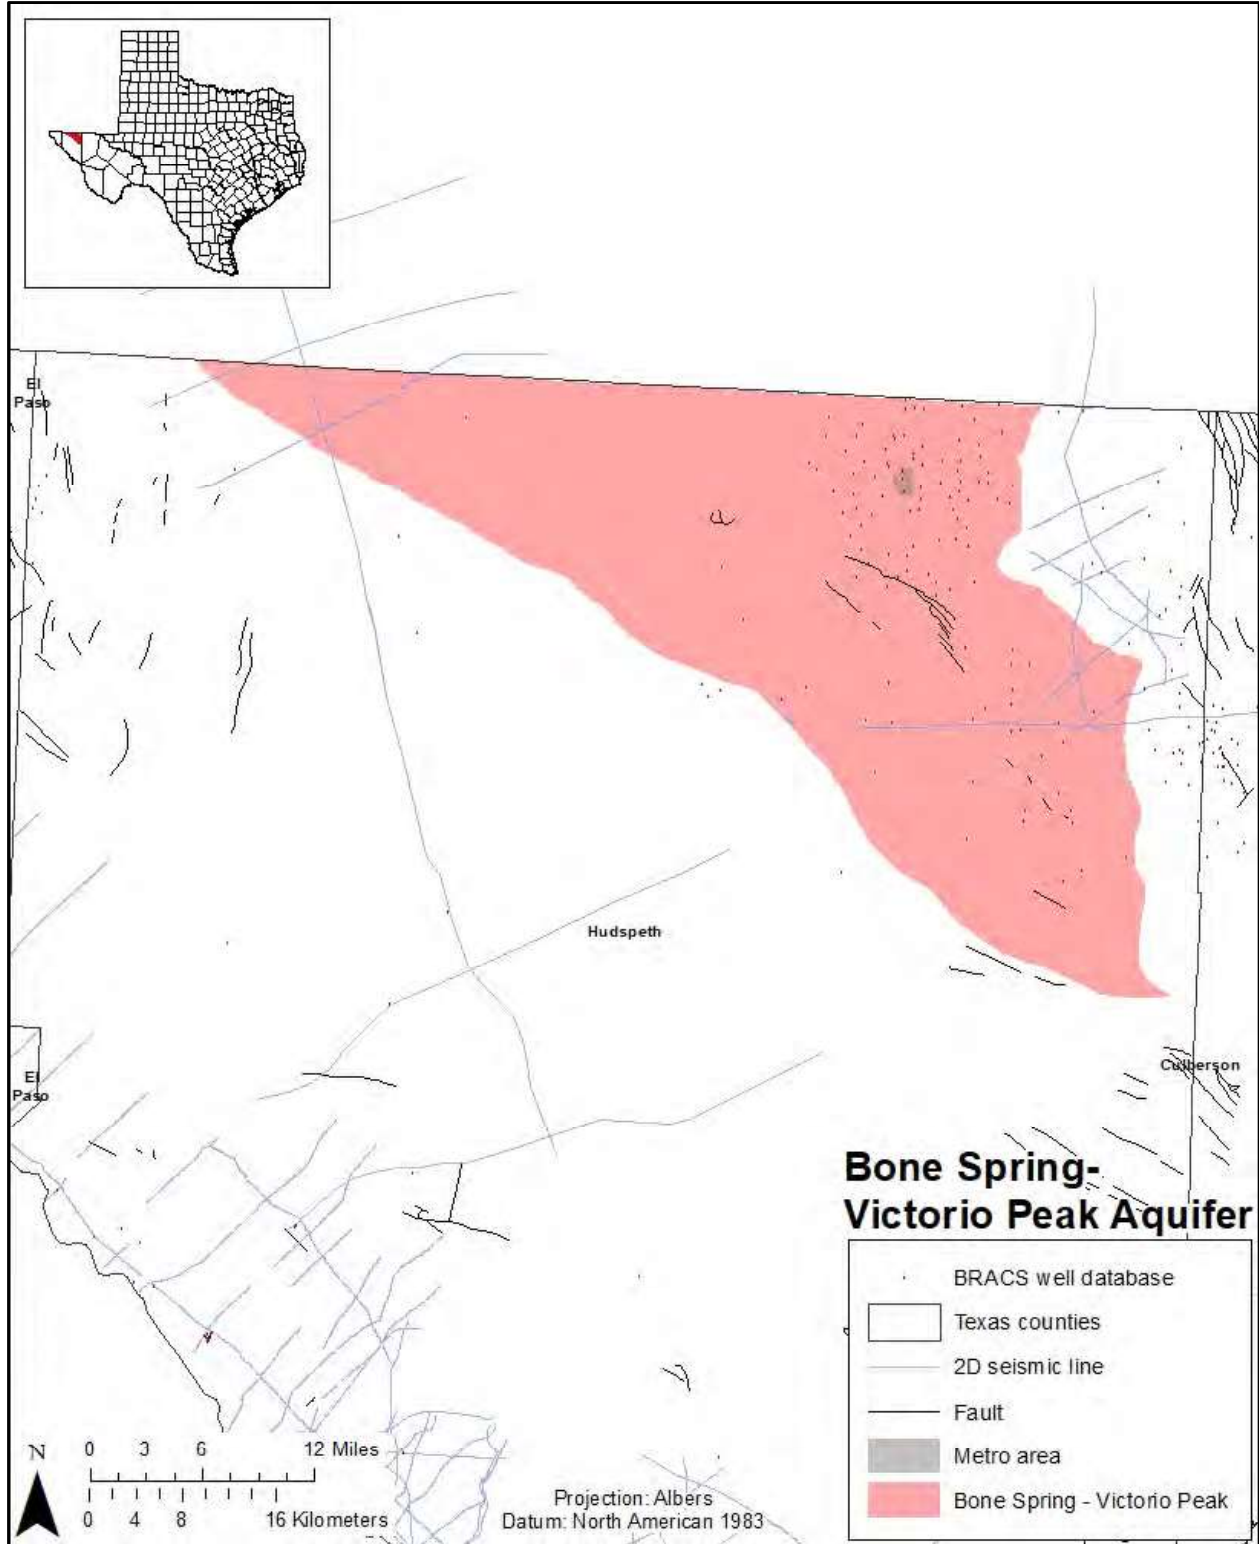 El
Paso
Hudspeth
El
Paso
Culberson
Bone Spring-
Victorio Peak Aquifer
BRACS well database
Texas counties
2D seismic line
Fault
Metro area
Bone Spring - Victorio Peak
N
0 3 6 12 Miles
0 4 8 16 Kilometers
Projection: Albers
Datum: North American 1983